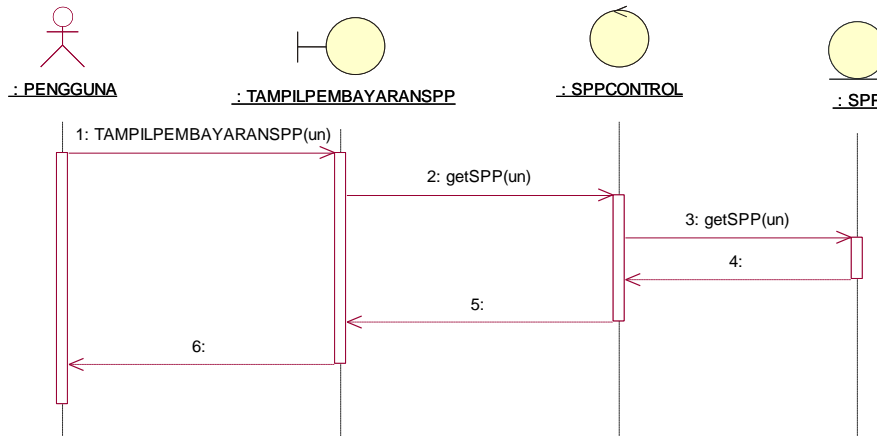 : PENGGUNA
: TAMPILPEMBAYARANSPP
: SPPCONTROL
: SPP
1: TAMPILPEMBAYARANSPP(un)
2: getSPP(un)
3: getSPP(un)
4:
5:
6: